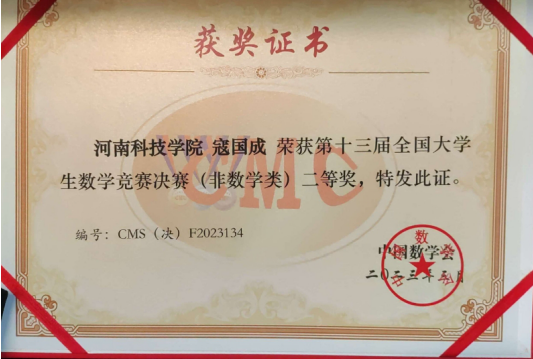 获奖证书
河南科技学院 寇国成 荣获第十三届全国大学
生数学竞赛决赛（非数学类）二等奖，特发此证。
编号：CMS（决）F2023134
中国数学会
二〇二三年三月
CMC